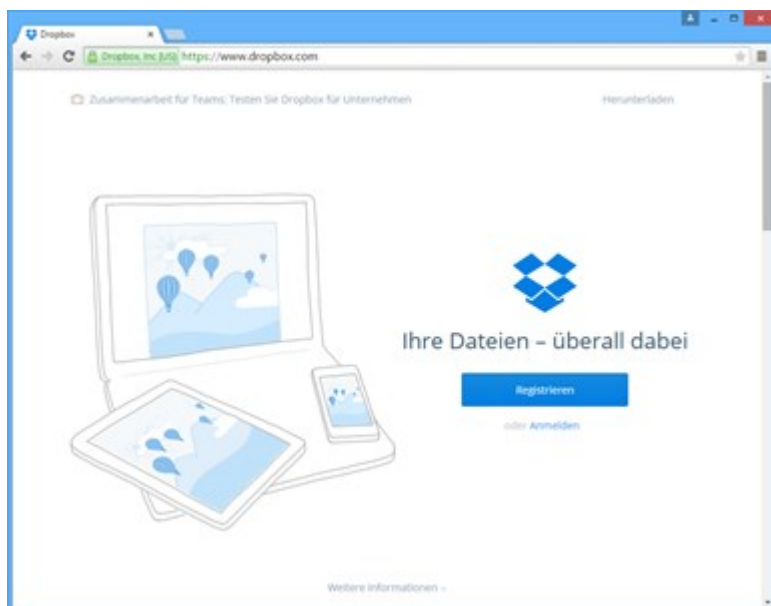 Dropbox
Dropbox, Inc [US] https://www.dropbox.com
Zusammenarbeit für Teams: Testen Sie Dropbox für Unternehmen
Herunterladen
Ihre Dateien – überall dabei
Registrieren
oder Anmelden
Weitere Informationen –